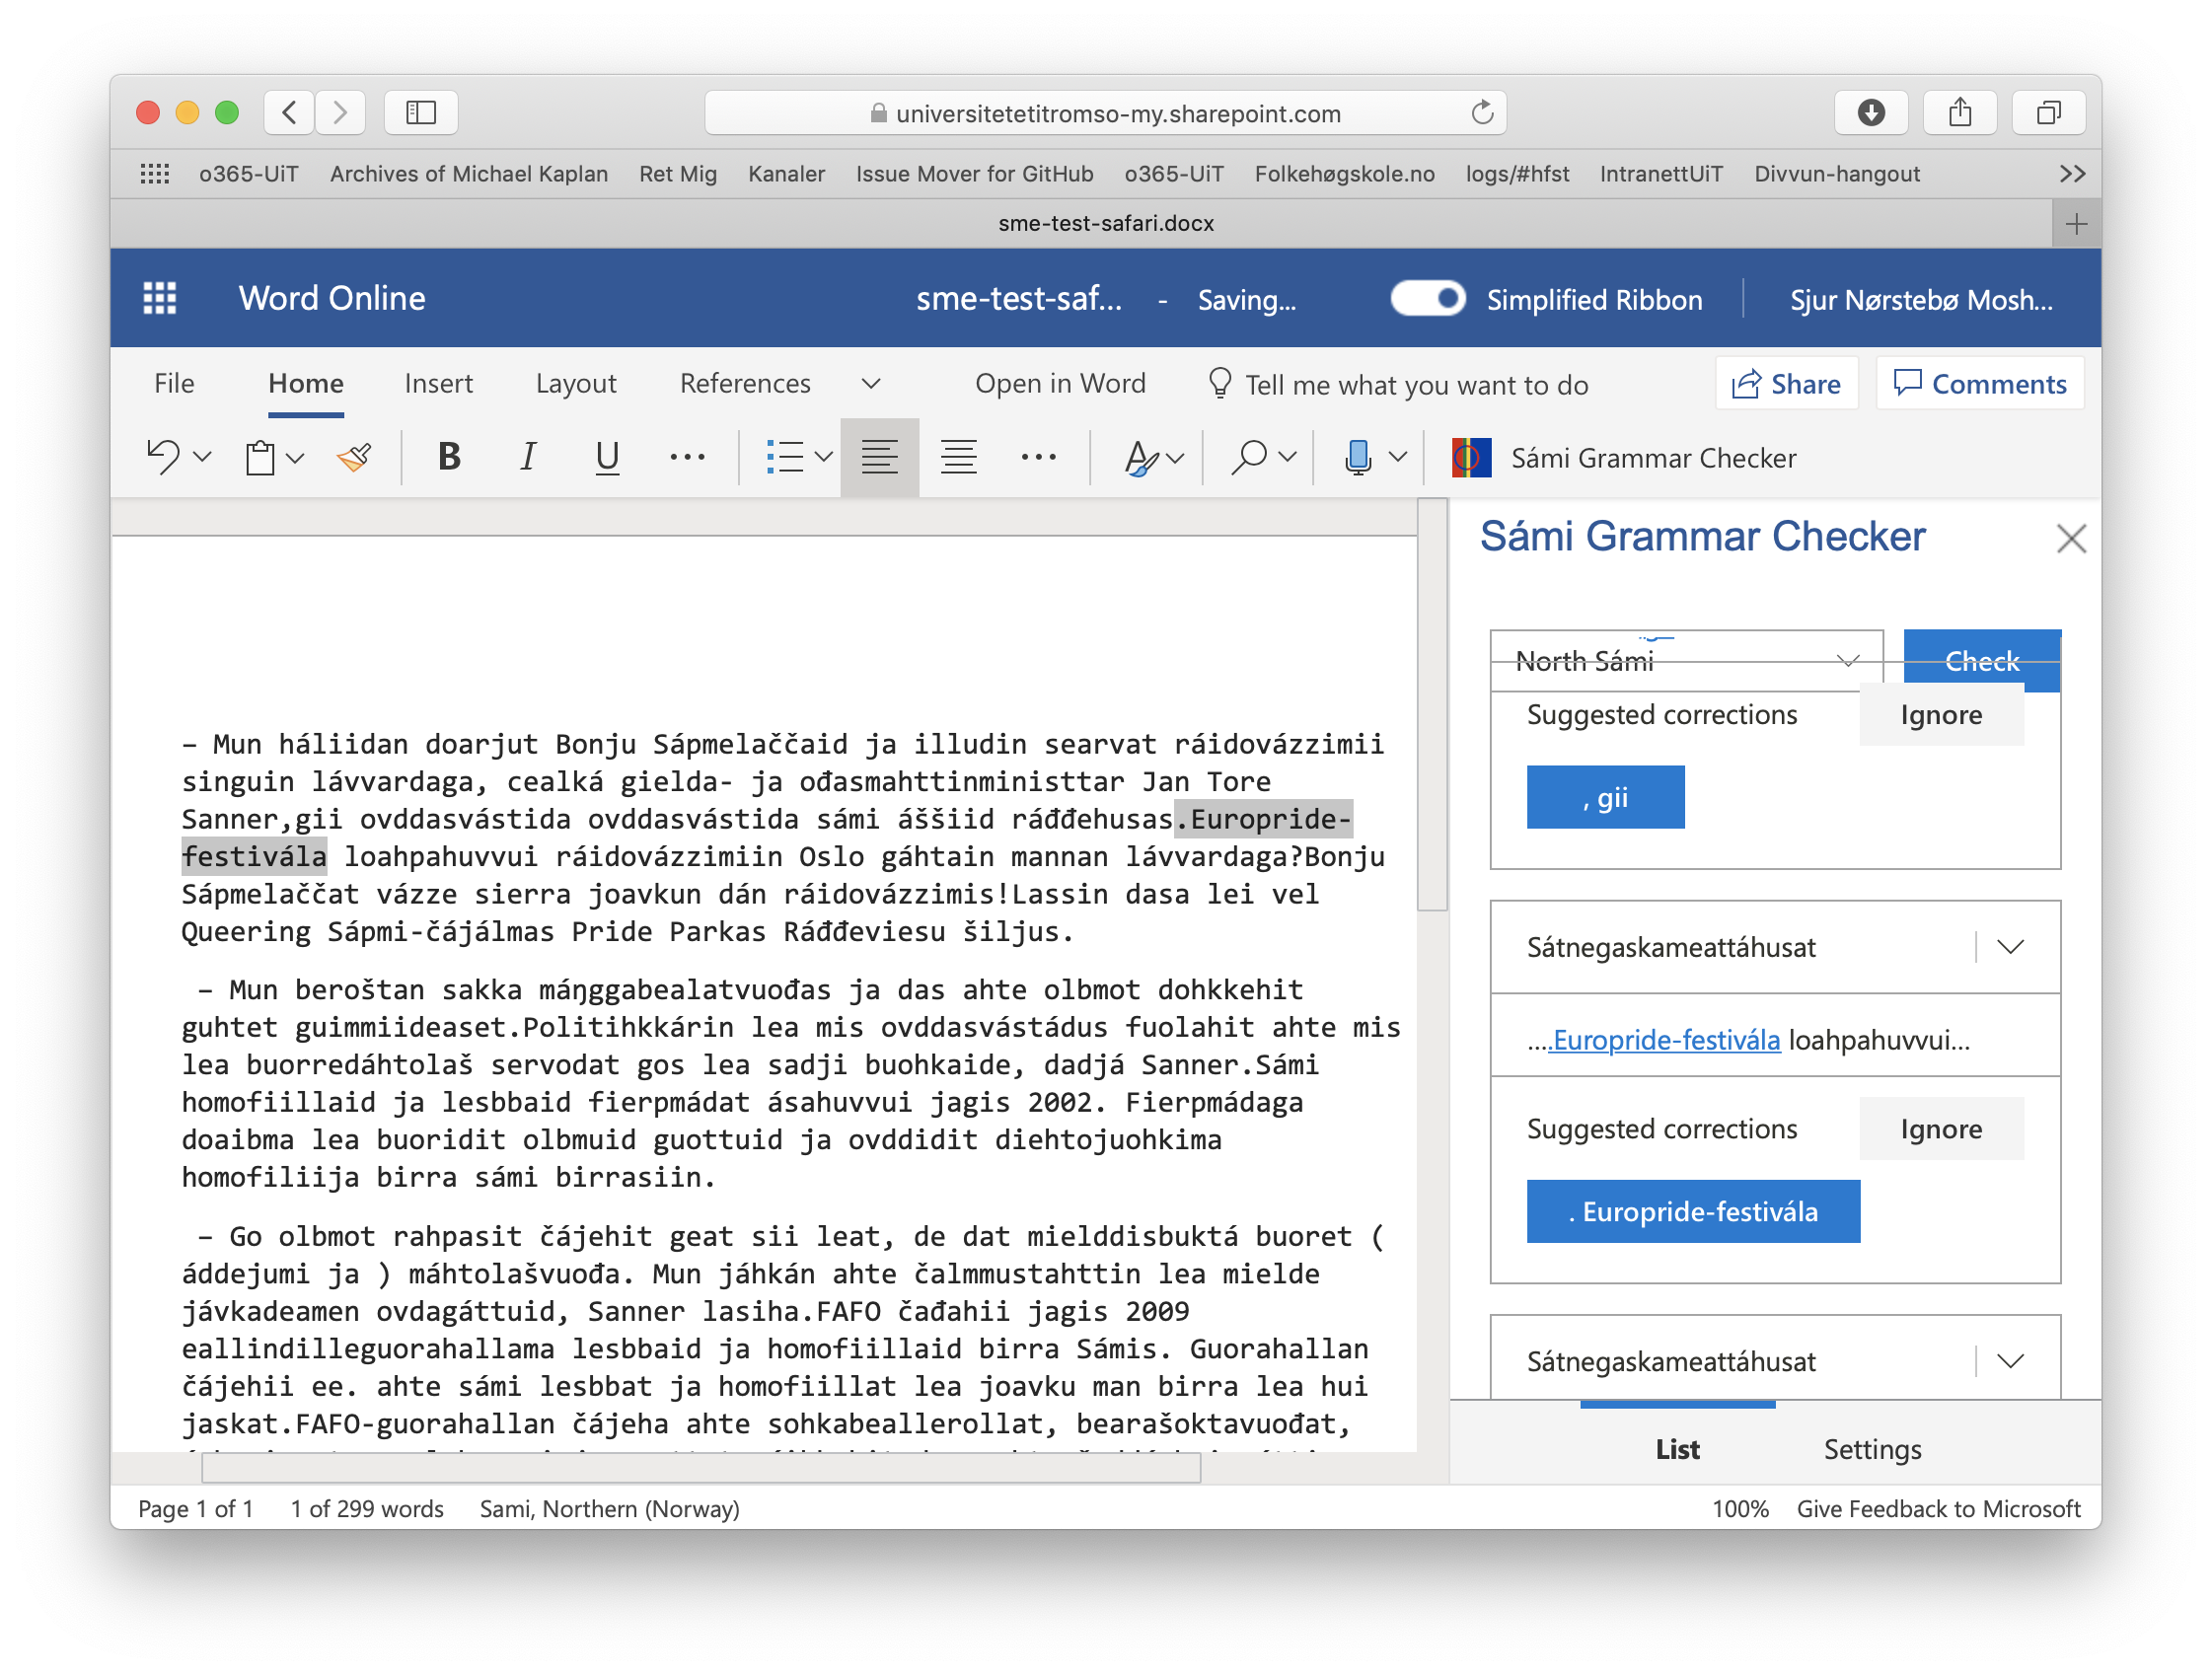 universitetetitromso-my.sharepoint.com
o365-UiT Archives of Michael Kaplan Ret Mig Kanaler Issue Mover for GitHub o365-UiT Folkehøgskole.no logs/#hfst IntranettUiT Divvun-hangout
sme-test-safari.docx
Word Online sme-test-saf... - Saving... Simplified Ribbon Sjur Nørstebø Mosh...
File Home Insert Layout References Open in Word Tell me what you want to do Share Comments
B I U Sámi Grammar Checker
– Mun háliidan doarjut Bonju Sápmelaččaid ja illudin searvat ráidovázzimii
singuin lávvardaga, cealká gielda- ja ođasmahttinministtar Jan Tore
Sanner,gii ovddasvástida ovddasvástida sámi áššiid ráđđehusas.Europride-
festivála loahpahuvvui ráidovázzimiin Oslo gáhtain mannan lávvardaga?Bonju
Sápmelaččat vázze sierra joavkun dán ráidovázzimis!Lassin dasa lei vel
Queering Sápmi-čájálmas Pride Parkas Ráđđeviesu šiljus.
– Mun beroštan sakka máŋggabealatvuođas ja das ahte olbmot dohkkehit
guhtet guimmiideaset.Politihkkárin lea mis ovddasvástádus fuolahit ahte mis
lea buorredáhtolaš servodat gos lea sadji buohkaide, dadjá Sanner.Sámi
homofiillaid ja lesbbaid fierpmádat ásahuvvui jagis 2002. Fierpmádaga
doaibma lea buoridit olbmuid guottuid ja ovddidit diehtojuohkima
homofiliija birra sámi birrasiin.
– Go olbmot rahpasit čájehit geat sii leat, de dat mielddisbuktá buoret (
áddejumi ja ) máhtolašvuođa. Mun jáhkán ahte čalmmustahttin lea mielde
jávkadeamen ovdagáttuid, Sanner lasiha.FAFO čađahii jagis 2009
eallindilleguorahallama lesbbaid ja homofiillaid birra Sámis. Guorahallan
čájehii ee. ahte sámi lesbbat ja homofiillat lea joavku man birra lea hui
jaskat.FAFO-guorahallan čájeha ahte sohkabeallerollat, bearašoktavuođat,
Sámi Grammar Checker
North Sámi Check
Suggested corrections Ignore
, gii
Sátnegaskameattáhusat
....Europride-festivála loahpahuvvui...
Suggested corrections Ignore
. Europride-festivála
Sátnegaskameattáhusat
List Settings
Page 1 of 1 1 of 299 words Sami, Northern (Norway) 100% Give Feedback to Microsoft